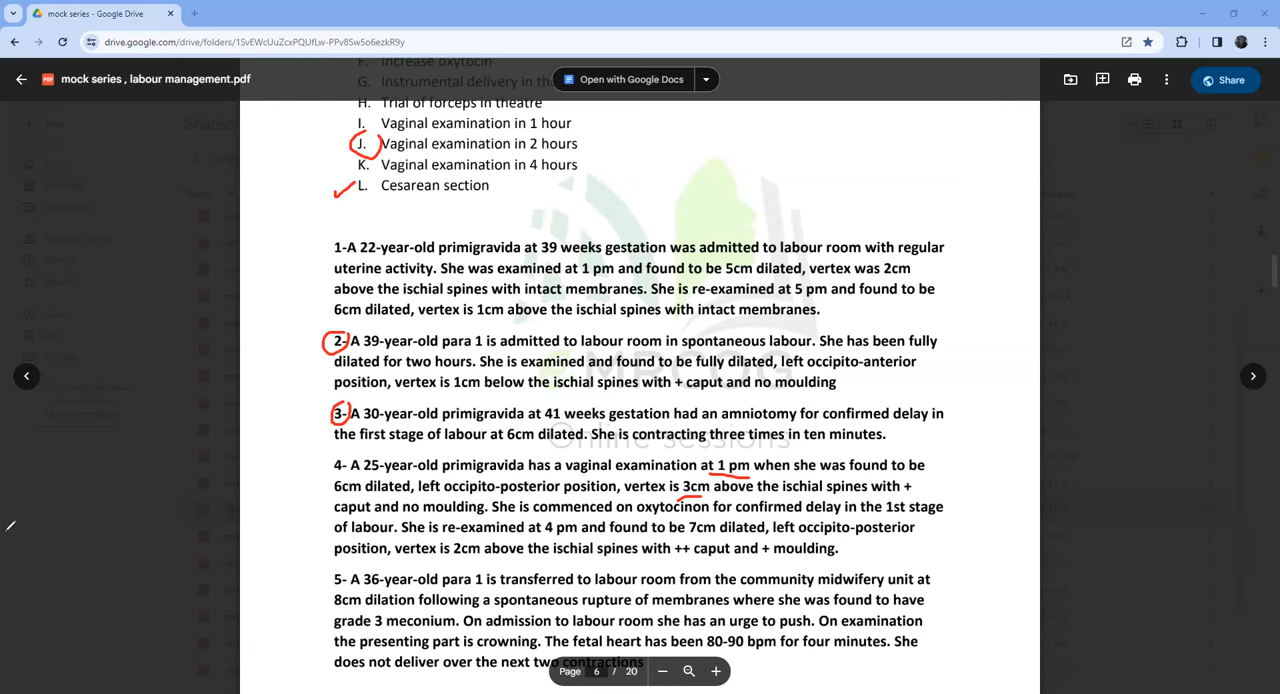 mock series - Google Drive
drive.google.com/drive/folders/1SvEWcUuZcxPQUfLw-PPv8Sw5o6ezkR9y
mock series , labour management.pdf
Open with Google Docs
Share
F. Increase oxytocin
G. Instrumental delivery in th
H. Trial of forceps in theatre
I. Vaginal examination in 1 hour
J. Vaginal examination in 2 hours
K. Vaginal examination in 4 hours
L. Cesarean section
1-A 22-year-old primigravida at 39 weeks gestation was admitted to labour room with regular
uterine activity. She was examined at 1 pm and found to be 5cm dilated, vertex was 2cm
above the ischial spines with intact membranes. She is re-examined at 5 pm and found to be
6cm dilated, vertex is 1cm above the ischial spines with intact membranes.
2- A 39-year-old para 1 is admitted to labour room in spontaneous labour. She has been fully
dilated for two hours. She is examined and found to be fully dilated, left occipito-anterior
position, vertex is 1cm below the ischial spines with + caput and no moulding
MRCOG
3- A 30-year-old primigravida at 41 weeks gestation had an amniotomy for confirmed delay in
the first stage of labour at 6cm dilated. She is contracting three times in ten minutes.
Online sessions
4- A 25-year-old primigravida has a vaginal examination at 1 pm when she was found to be
6cm dilated, left occipito-posterior position, vertex is 3cm above the ischial spines with +
caput and no moulding. She is commenced on oxytocinon for confirmed delay in the 1st stage
of labour. She is re-examined at 4 pm and found to be 7cm dilated, left occipito-posterior
position, vertex is 2cm above the ischial spines with ++ caput and + moulding.
5- A 36-year-old para 1 is transferred to labour room from the community midwifery unit at
8cm dilation following a spontaneous rupture of membranes where she was found to have
grade 3 meconium. On admission to labour room she has an urge to push. On examination
the presenting part is crowning. The fetal heart has been 80-90 bpm for four minutes. She
does not deliver over the next two contractions
Page 6 / 20